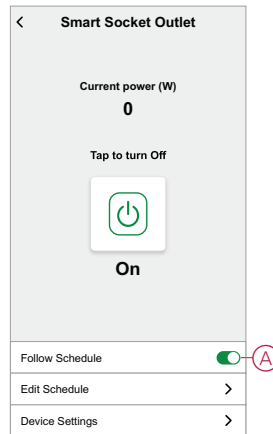 Smart Socket Outlet
Current power (W)
0
Tap to turn Off
On
Follow Schedule
A
Edit Schedule
Device Settings